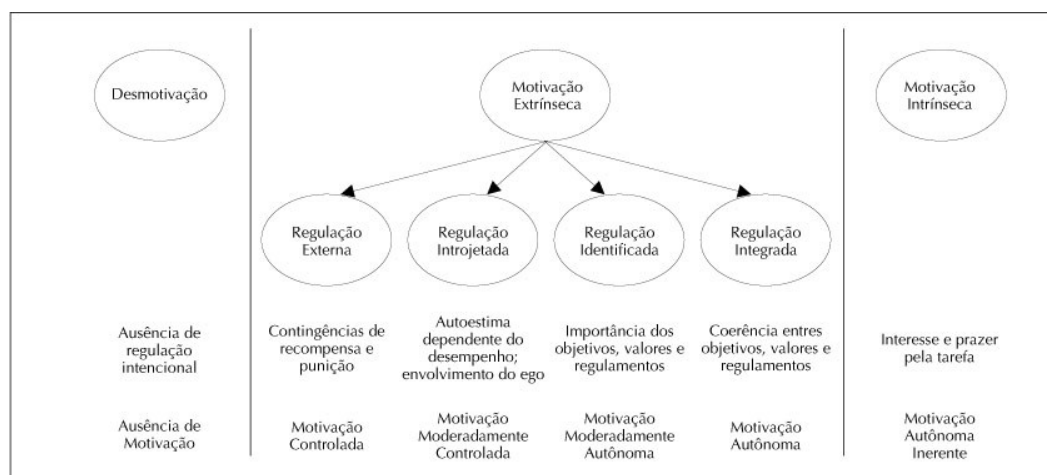 Desmotivação
Motivação
Extrínseca
Motivação
Intrínseca
Regulação
Externa
Regulação
Introjetada
Regulação
Identificada
Regulação
Integrada
Ausência de
regulação
intencional
Contingências de
recompensa e
punição
Autoestima
dependente do
desempenho;
envolvimento do ego
Importância dos
objetivos, valores e
regulamentos
Coerência entres
objetivos, valores e
regulamentos
Interesse e prazer
pela tarefa
Ausência de
Motivação
Motivação
Controlada
Motivação
Moderadamente
Controlada
Motivação
Moderadamente
Autônoma
Motivação
Autônoma
Motivação
Autônoma
Inerente